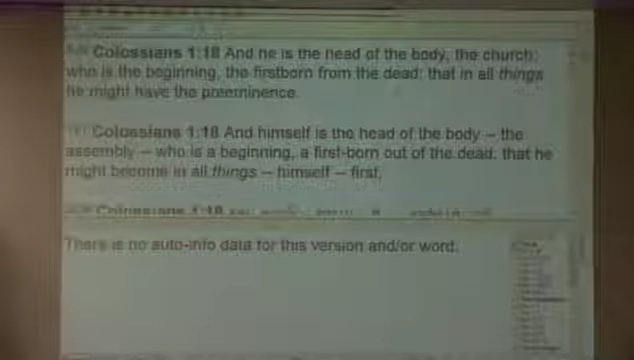 Colossians 1:18 And he is the head of the body, the church:
who is the beginning, the firstborn from the dead; that in all things
he might have the preeminence.
Colossians 1:18 And himself is the head of the body – the
assembly – who is a beginning, a first-born out of the dead, that he
might become in all things – himself – first,
Colossians 1:18
There is no auto-info data for this version and/or word.